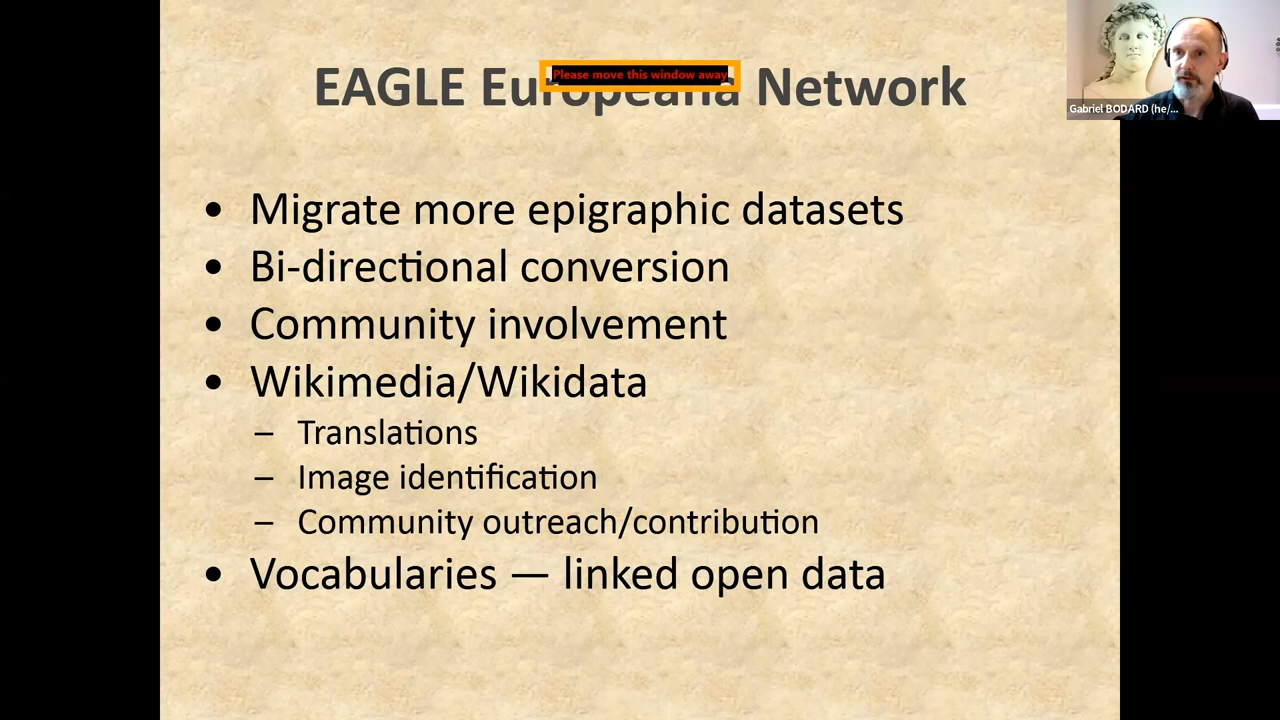 EAGLE Europeana Network
Please move this window away
Gabriel BODARD (he/...
• Migrate more epigraphic datasets
• Bi-directional conversion
• Community involvement
• Wikimedia/Wikidata
– Translations
– Image identification
– Community outreach/contribution
• Vocabularies — linked open data